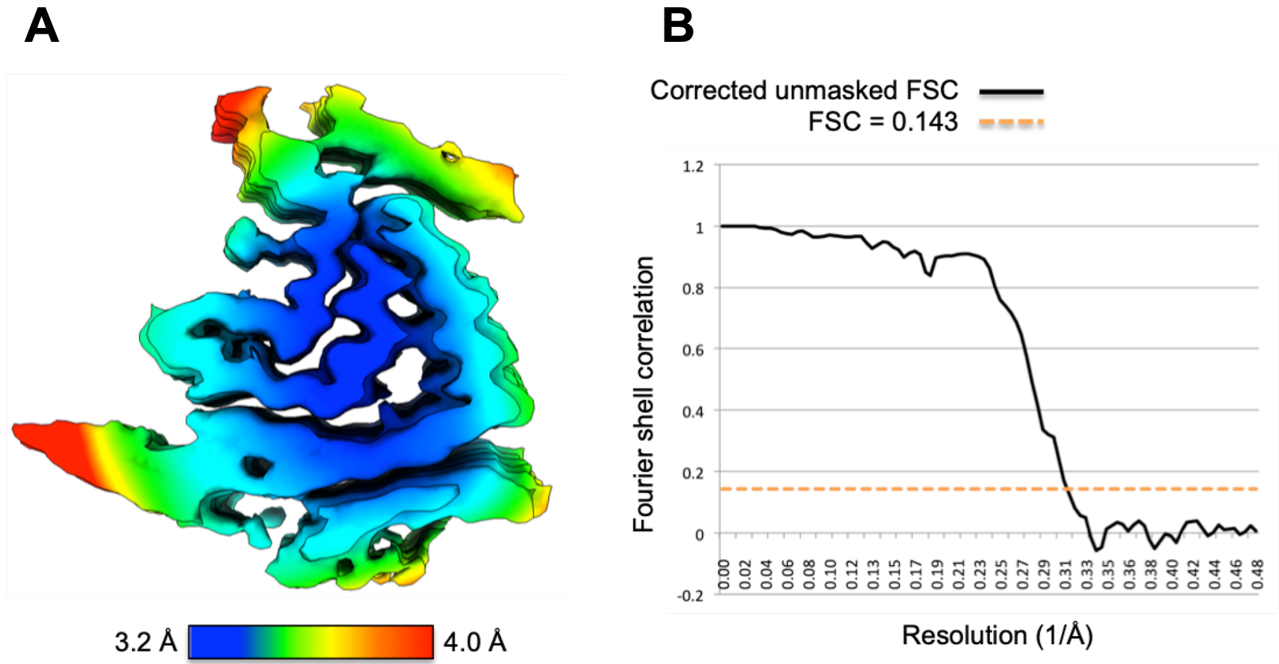 A
3.2 Å
4.0 Å
B
Corrected unmasked FSC
FSC = 0.143
Fourier shell correlation
1.2
1
0.8
0.6
0.4
0.2
0
-0.2
0.00 0.02 0.04 0.06 0.08 0.10 0.12 0.13 0.15 0.17 0.19 0.21 0.23 0.25 0.27 0.29 0.31 0.33 0.35 0.36 0.38 0.40 0.42 0.44 0.46 0.48
Resolution (1/Å)